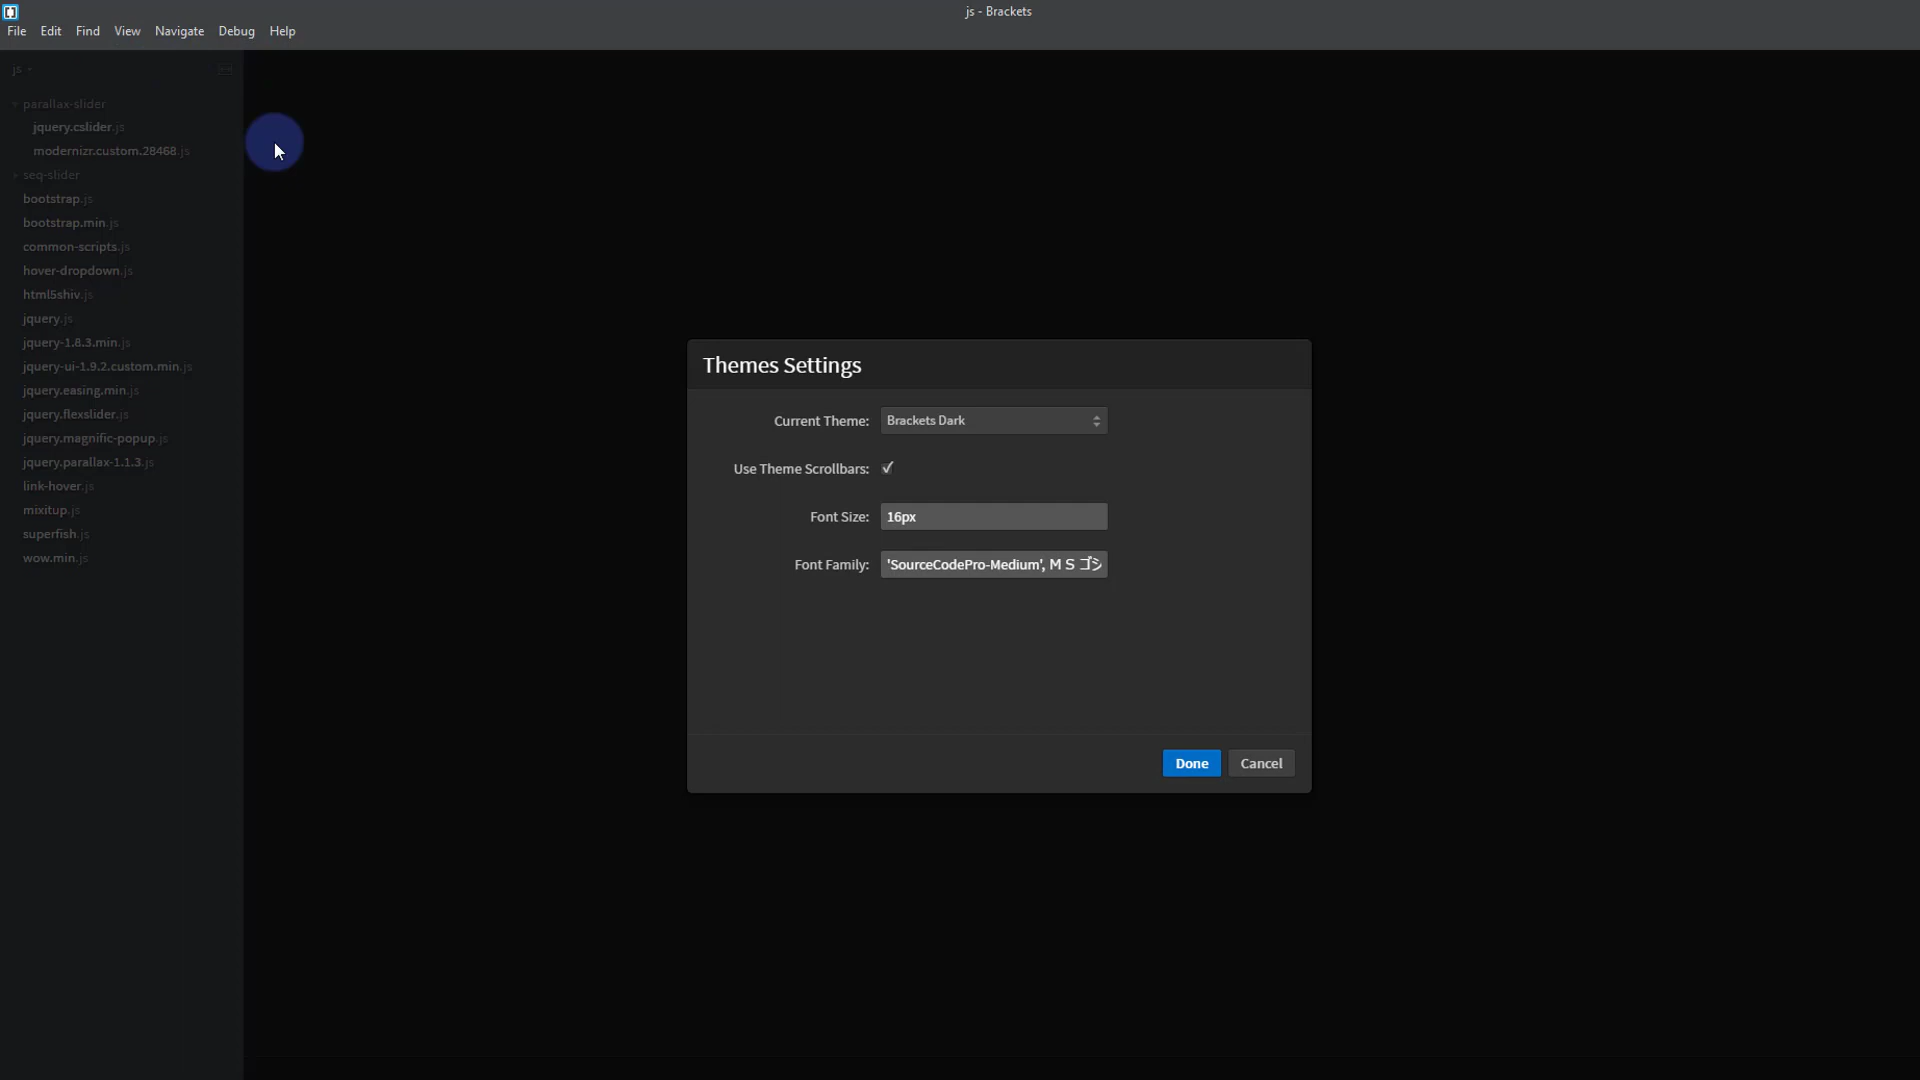 js - Brackets
File Edit Find View Navigate Debug Help
js
parallax-slider
jquery.cslider.js
modernizr.custom.28468.js
seq-slider
bootstrap.js
bootstrap.min.js
common-scripts.js
hover-dropdown.js
html5shiv.js
jquery.js
jquery-1.8.3.min.js
jquery-ui-1.9.2.custom.min.js
jquery.easing.min.js
jquery.flexslider.js
jquery.magnific-popup.js
jquery.parallax-1.1.3.js
link-hover.js
mixitup.js
superfish.js
wow.min.js
Themes Settings
Current Theme: Brackets Dark
Use Theme Scrollbars: ✓
Font Size: 16px
Font Family: 'SourceCodePro-Medium', ＭＳ ゴシ
Done Cancel